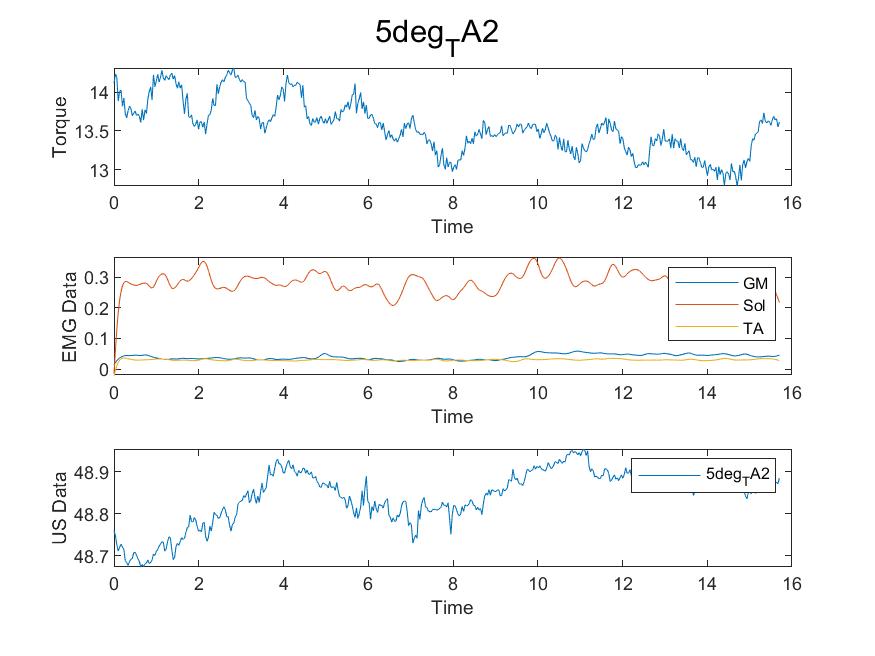 5deg_TA2
14
13.5
13
Torque
0 2 4 6 8 10 12 14 16
Time
0.3
0.2
0.1
0
EMG Data
GM
Sol
TA
0 2 4 6 8 10 12 14 16
Time
48.9
48.8
48.7
US Data
5deg_TA2
0 2 4 6 8 10 12 14 16
Time